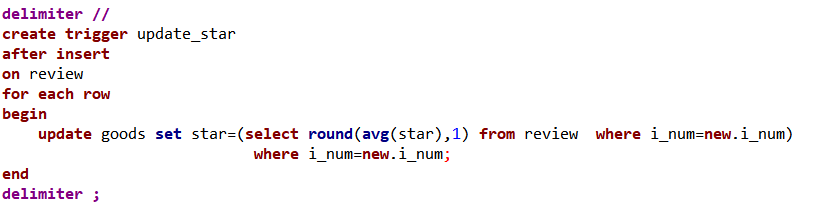 delimiter //
create trigger update_star
after insert
on review
for each row
begin
    update goods set star=(select round(avg(star),1) from review  where i_num=new.i_num)
                           where i_num=new.i_num;
end
delimiter ;